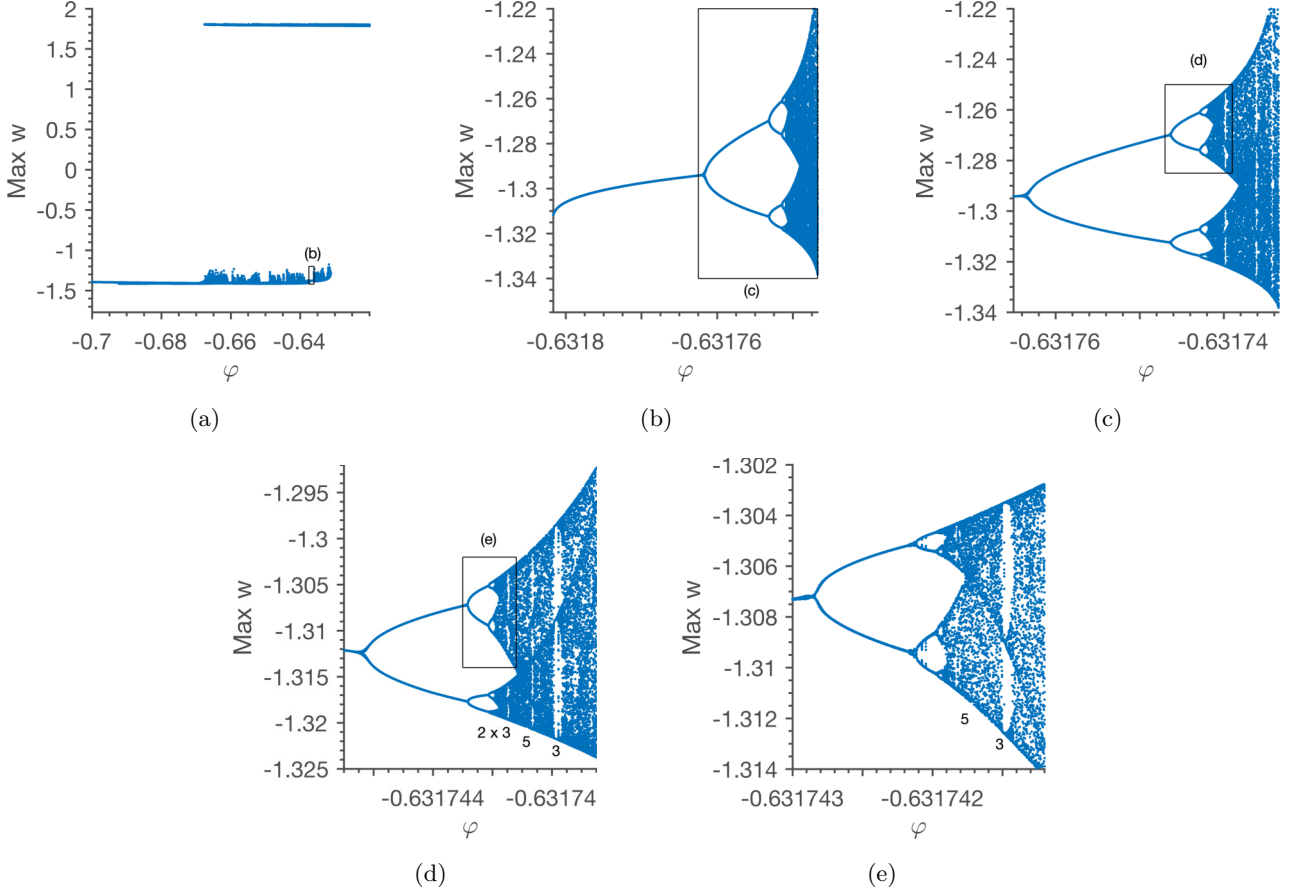 2
1.5
1
0.5
0
-0.5
-1
-1.5
Max w
(b)
-0.7 -0.68 -0.66 -0.64
φ
(a)
-1.22
-1.26
-1.28
-1.3
-1.32
-1.34
Max w
(c)
-0.6318 -0.63176
φ
(b)
-1.22
-1.26
-1.28
-1.3
-1.32
-1.34
Max w
(d)
-0.63176 -0.63174
φ
(c)
-1.295
-1.3
-1.305
-1.31
-1.315
-1.32
-1.325
Max w
(e)
2 x 3
5
3
-0.631744 -0.63174
φ
(d)
-1.302
-1.304
-1.306
-1.308
-1.31
-1.312
-1.314
Max w
5
3
-0.631743 -0.631742
φ
(e)